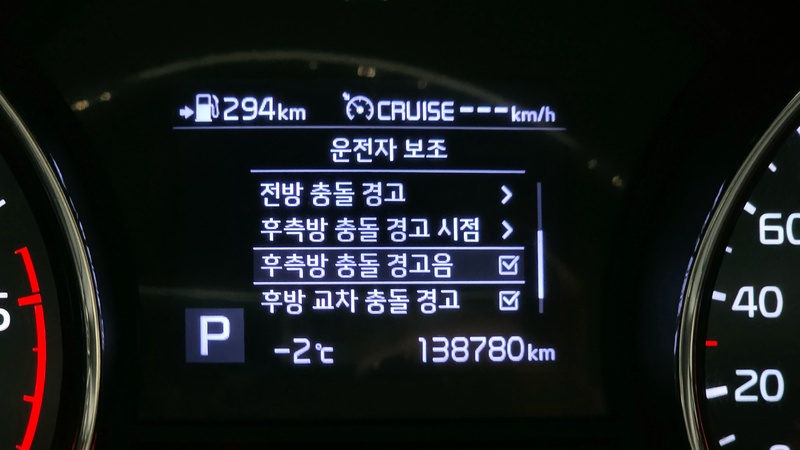 294km CRUISE---km/h
운전자 보조
전방 충돌 경고 >
후측방 충돌 경고 시점 >
후측방 충돌 경고음
후방 교차 충돌 경고
P -2℃ 138780km
5
60
40
20